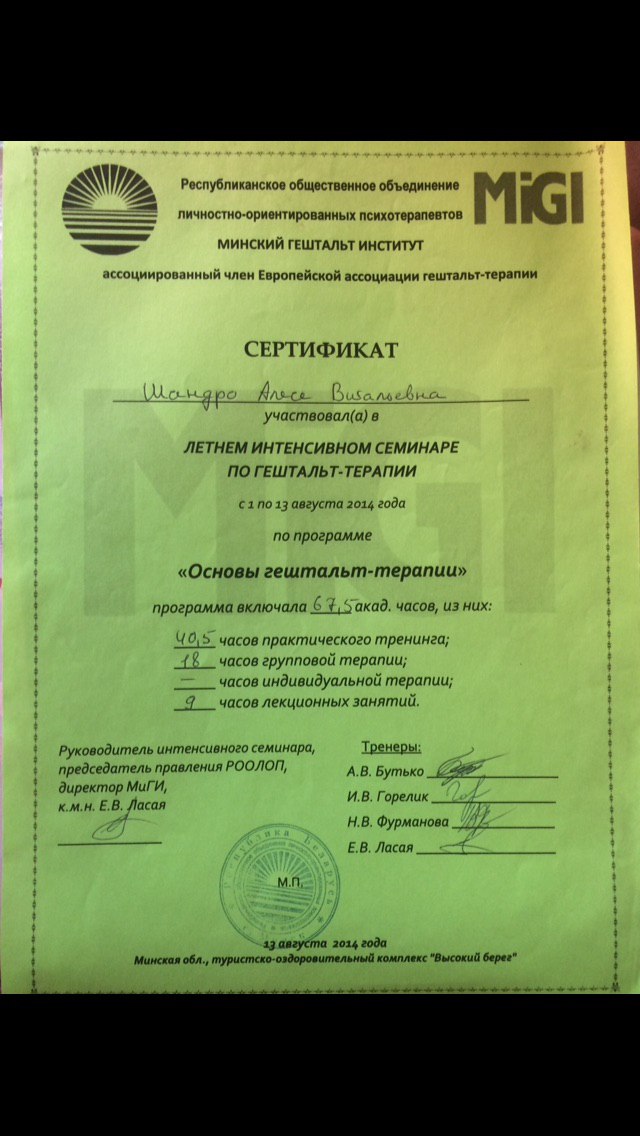 Республиканское общественное объединение
личностно-ориентированных психотерапевтов
MiGI
МИНСКИЙ ГЕШТАЛЬТ ИНСТИТУТ
ассоциированный член Европейской ассоциации гештальт-терапии
СЕРТИФИКАТ
Шандро Алесе Витальевна
участвовал(а) в
ЛЕТНЕМ ИНТЕНСИВНОМ СЕМИНАРЕ
ПО ГЕШТАЛЬТ-ТЕРАПИИ
с 1 по 13 августа 2014 года
по программе
«Основы гештальт-терапии»
программа включала 67,5 акад. часов, из них:
40,5 часов практического тренинга;
18 часов групповой терапии;
— часов индивидуальной терапии;
9 часов лекционных занятий.
Руководитель интенсивного семинара,
председатель правления РООЛОП,
директор МиГИ,
к.м.н. Е.В. Ласая
Тренеры:
А.В. Бутько
И.В. Горелик
Н.В. Фурманова
Е.В. Ласая
Республика Беларусь
М.П.
13 августа 2014 года
Минская обл., туристско-оздоровительный комплекс "Высокий берег"